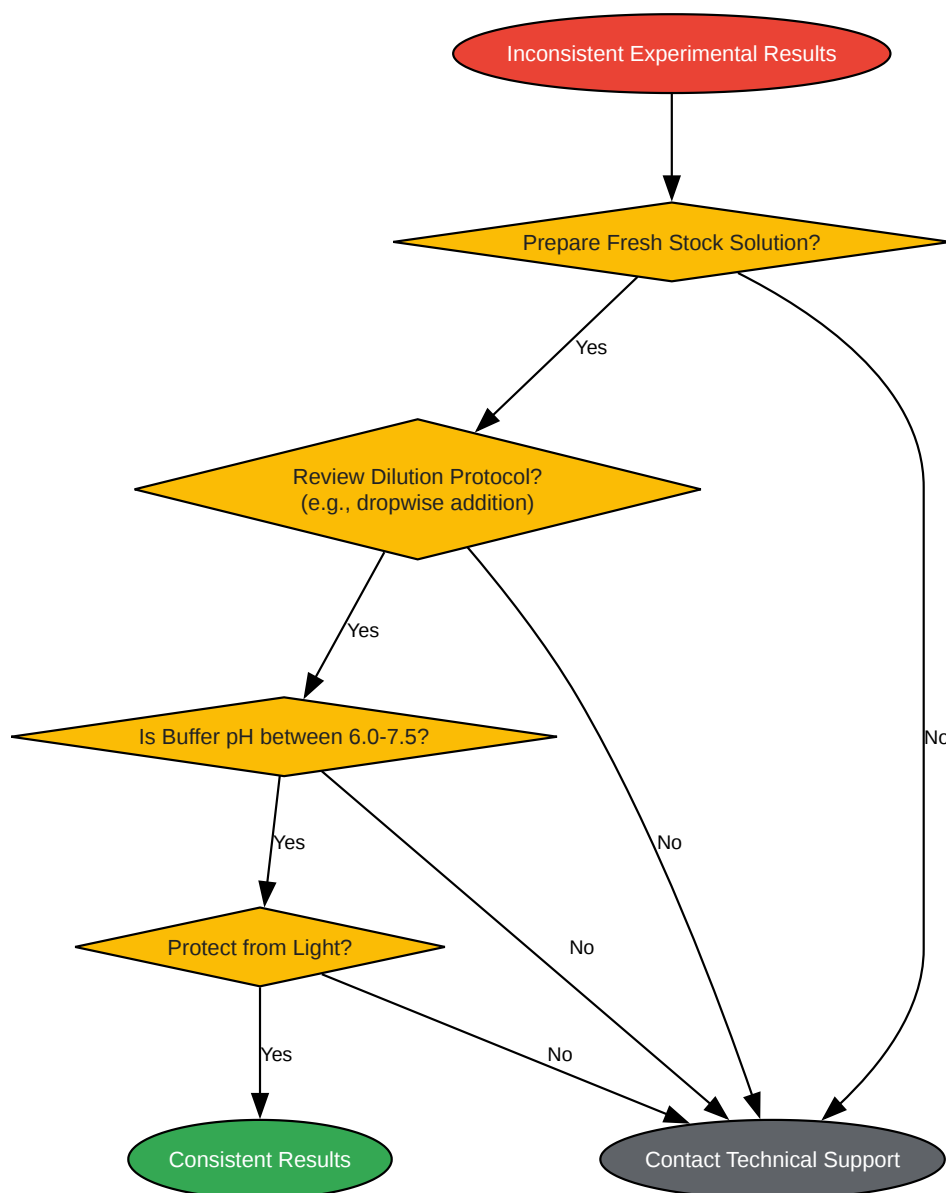 Inconsistent Experimental Results
Prepare Fresh Stock Solution?
Yes
Review Dilution Protocol?
(e.g., dropwise addition)
Yes
Is Buffer pH between 6.0-7.5?
No
Yes
No
Protect from Light?
No
Yes
No
Consistent Results
Contact Technical Support